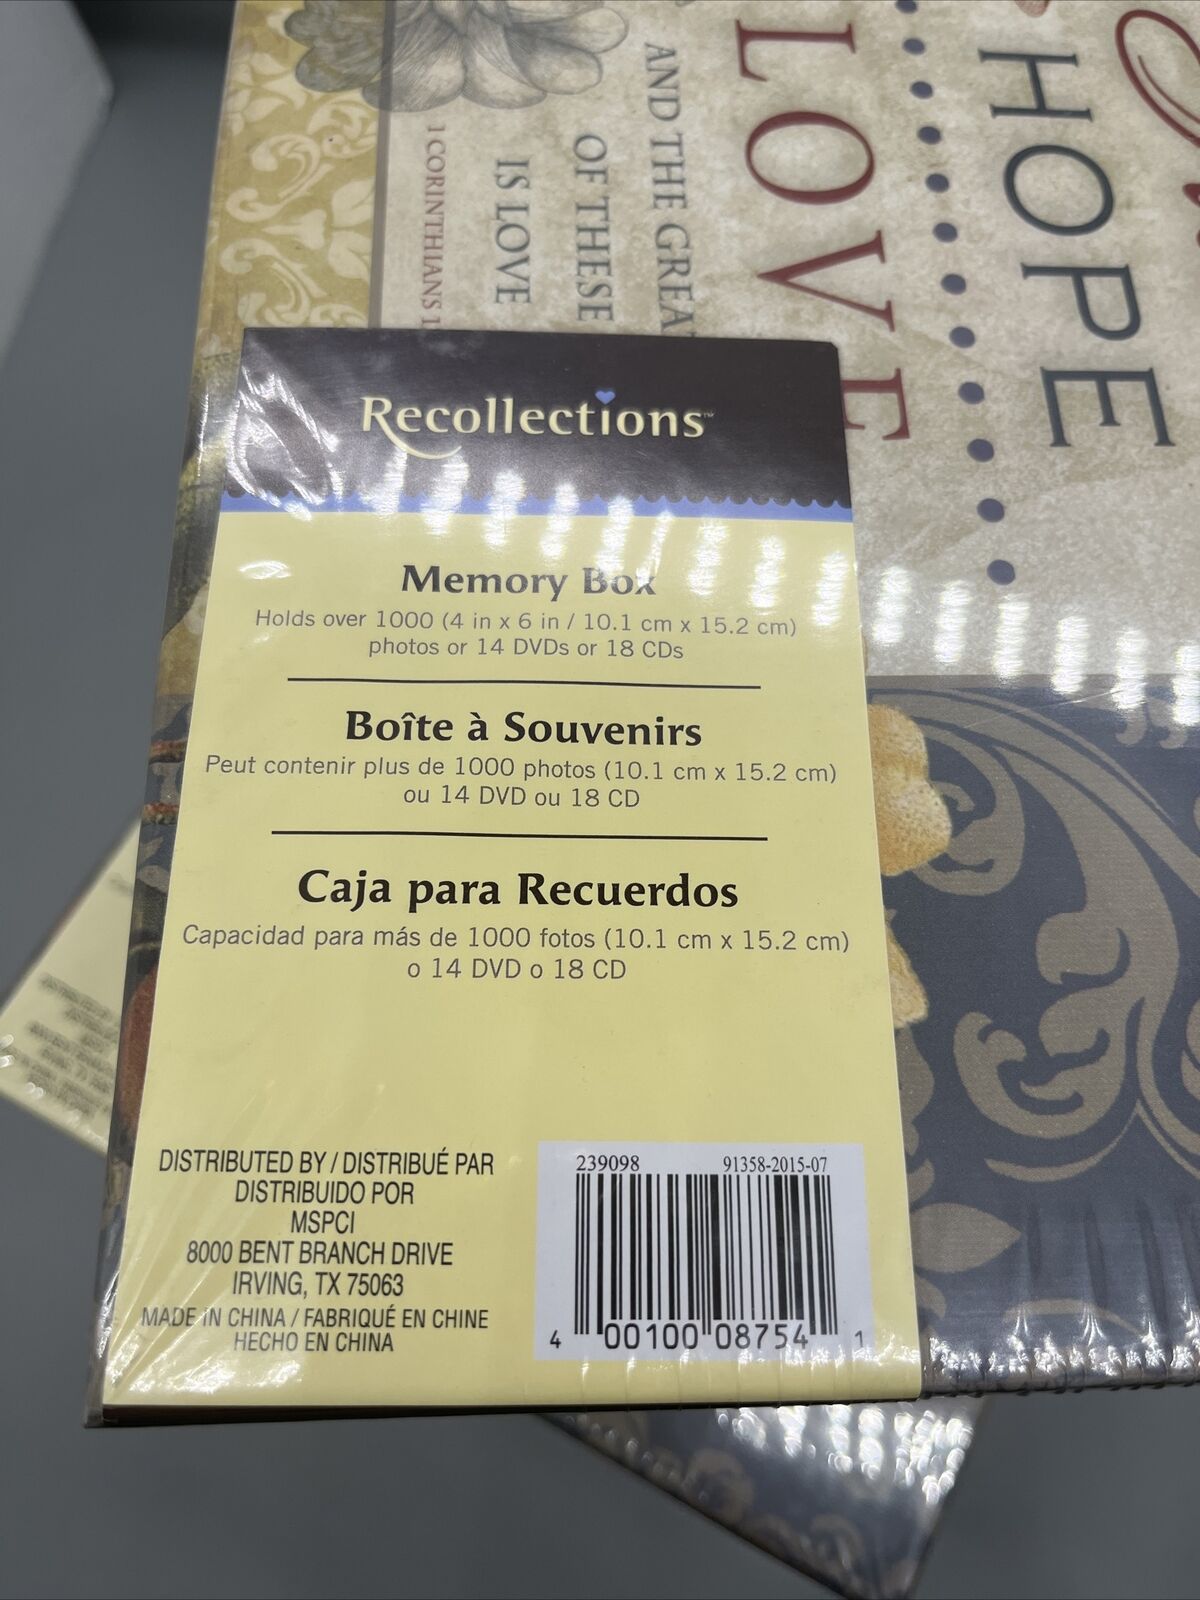 LOVE
HOPE
AND THE GREA
OF THESE
IS LOVE
I CORINTHIANS 1
Recollections™
Memory Box
Holds over 1000 (4 in x 6 in / 10.1 cm x 15.2 cm)
photos or 14 DVDs or 18 CDs
Boîte à Souvenirs
Peut contenir plus de 1000 photos (10.1 cm x 15.2 cm)
ou 14 DVD ou 18 CD
Caja para Recuerdos
Capacidad para más de 1000 fotos (10.1 cm x 15.2 cm)
o 14 DVD o 18 CD
DISTRIBUTED BY / DISTRIBUÉ PAR
DISTRIBUIDO POR
MSPCI
8000 BENT BRANCH DRIVE
IRVING, TX 75063
MADE IN CHINA / FABRIQUÉ EN CHINE
HECHO EN CHINA
239098 91358-2015-07
4 00100 08754 1